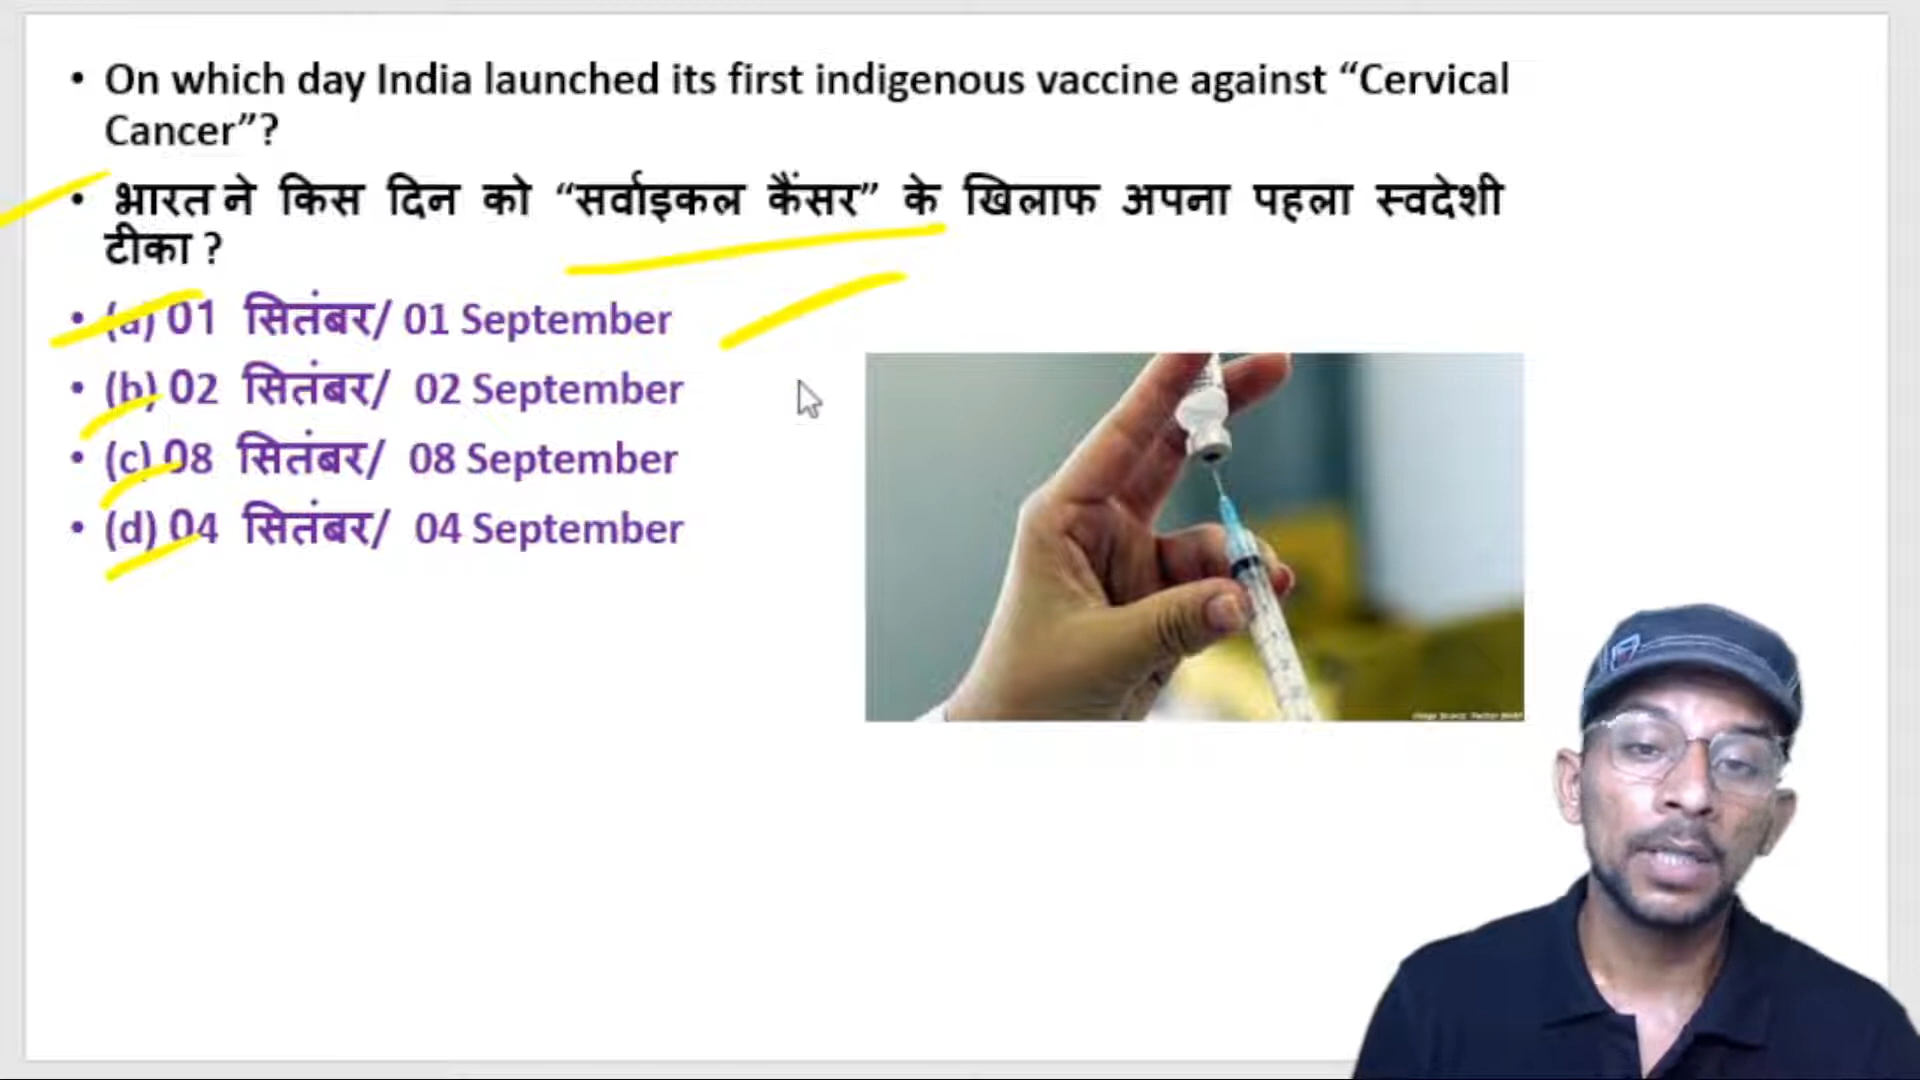 • On which day India launched its first indigenous vaccine against “Cervical
Cancer”?
• भारत ने किस दिन को “सर्वाइकल कैंसर” के खिलाफ अपना पहला स्वदेशी
टीका ?
• (a) 01 सितंबर/ 01 September
• (b) 02 सितंबर/ 02 September
• (c) 08 सितंबर/ 08 September
• (d) 04 सितंबर/ 04 September